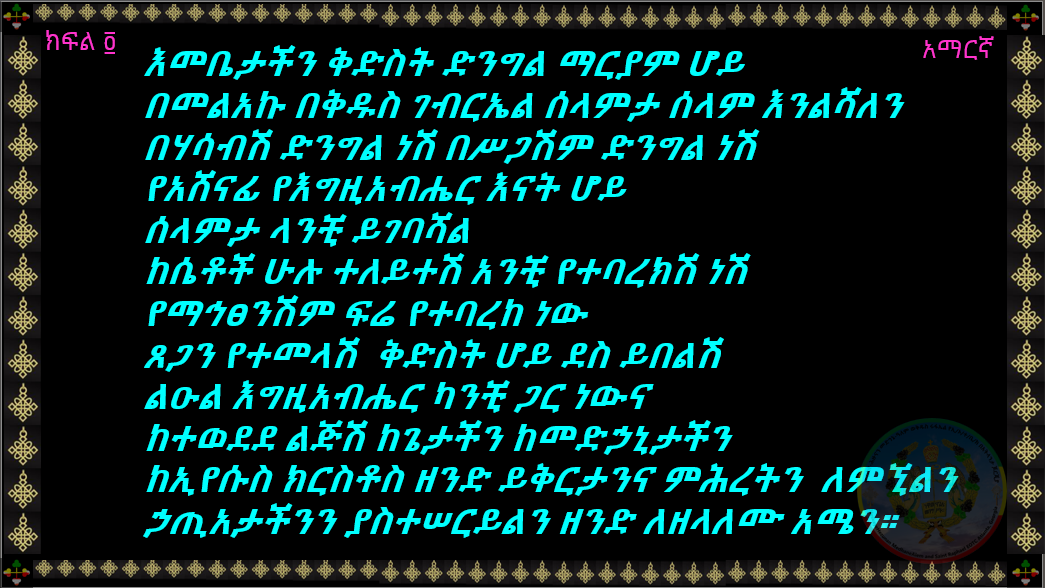 ክፍል ፬
አማርኛ
እመቤታችን ቅድስት ድንግል ማርያም ሆይ
በመልአኩ በቅዱስ ገብርኤል ሰላምታ ሰላም እንልሻለን
በሃሳብሽ ድንግል ነሽ በሥጋሽም ድንግል ነሽ
የአሸናፊ የእግዚአብሔር እናት ሆይ
ሰላምታ ላንቺ ይገባሻል
ከሴቶች ሁሉ ተለይተሽ አንቺ የተባረክሽ ነሽ
የማኅፀንሽም ፍሬ የተባረከ ነው
ጸጋን የተመላሽ ቅድስት ሆይ ደስ ይበልሽ
ልዑል እግዚአብሔር ካንቺ ጋር ነውና
ከተወደደ ልጅሽ ከጌታችን ከመድኃኒታችን
ከኢየሱስ ክርስቶስ ዘንድ ይቅርታንና ምሕረትን ለምኚልን
ኃጢአታችንን ያስተሠርይልን ዘንድ ለዘላለሙ አሜን።